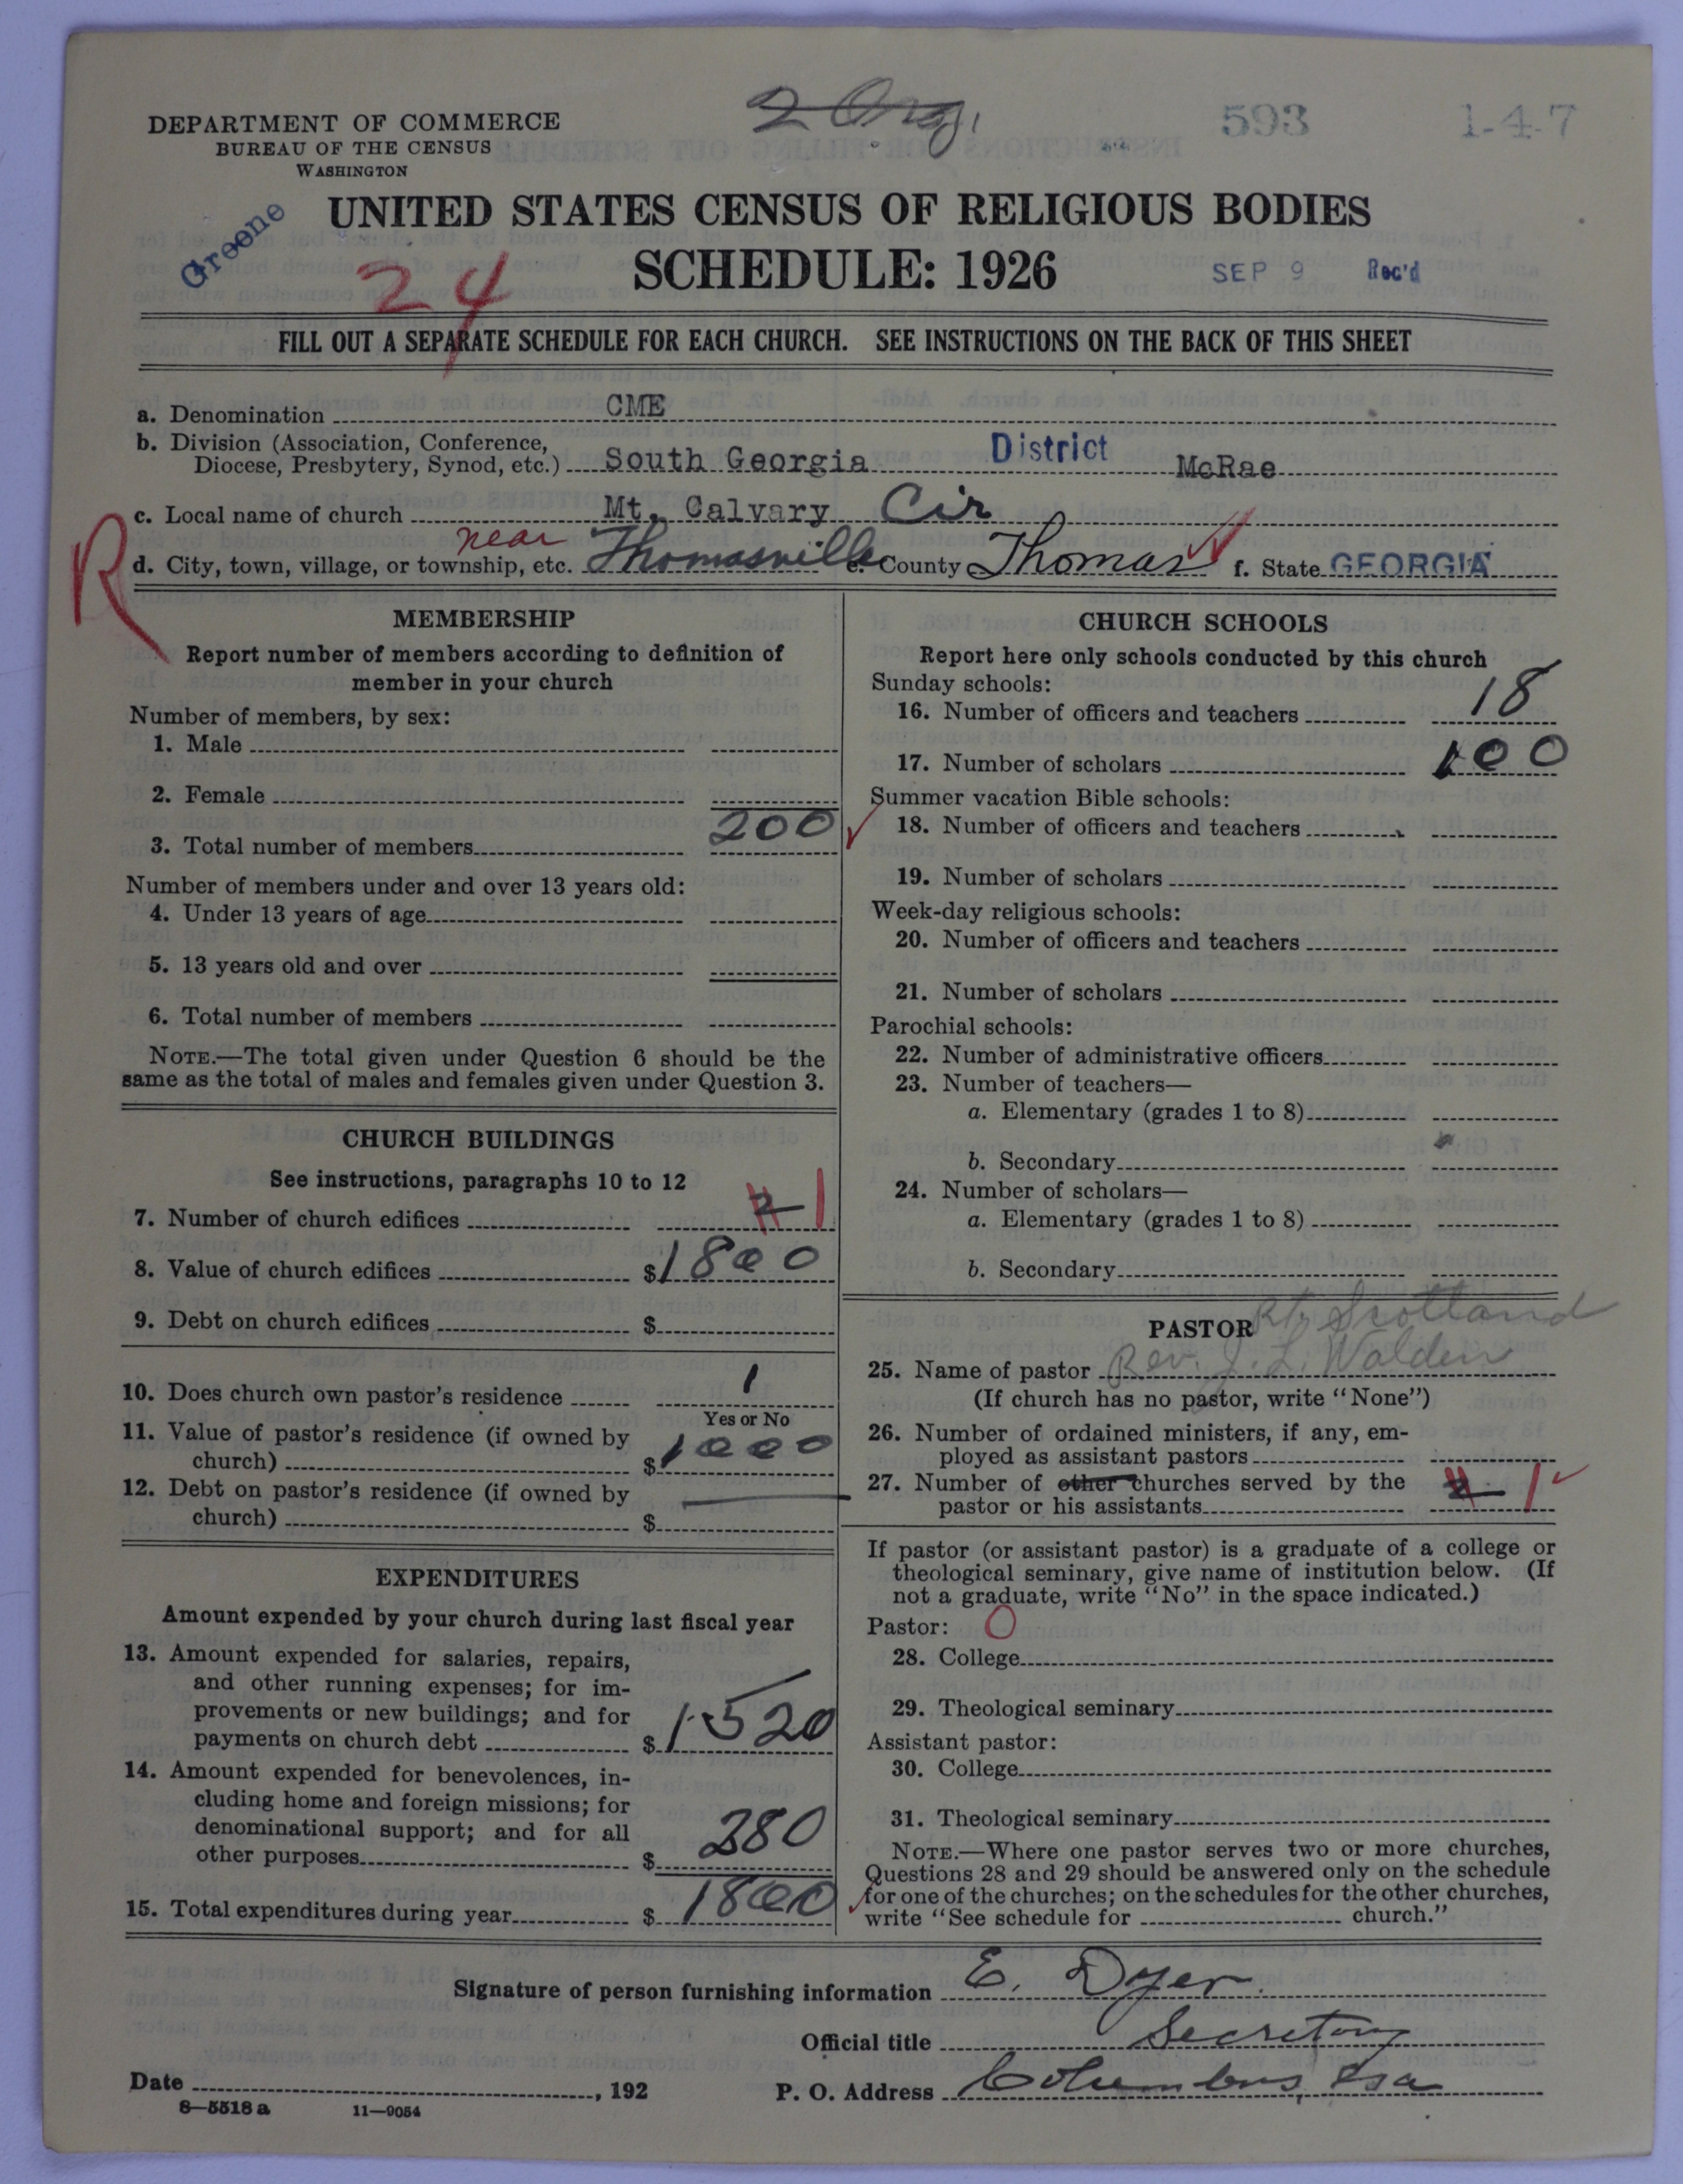 2 Org.
593
1-4-7
DEPARTMENT OF COMMERCE
BUREAU OF THE CENSUS
WASHINGTON
Greene
UNITED STATES CENSUS OF RELIGIOUS BODIES
24
SCHEDULE: 1926
SEP 9 Rec'd
FILL OUT A SEPARATE SCHEDULE FOR EACH CHURCH. SEE INSTRUCTIONS ON THE BACK OF THIS SHEET
a. Denomination CME
b. Division (Association, Conference,
Diocese, Presbytery, Synod, etc.) South Georgia District McRae
c. Local name of church Mt. Calvary Cir
R
near
d. City, town, village, or township, etc. Thomasville e. County Thomas f. State GEORGIA
MEMBERSHIP
Report number of members according to definition of
member in your church
Number of members, by sex:
1. Male
2. Female
3. Total number of members 200
Number of members under and over 13 years old:
4. Under 13 years of age
5. 13 years old and over
6. Total number of members
NOTE.—The total given under Question 6 should be the
same as the total of males and females given under Question 3.
CHURCH BUILDINGS
See instructions, paragraphs 10 to 12
7. Number of church edifices 2 1
8. Value of church edifices $1800
9. Debt on church edifices $
10. Does church own pastor's residence 1
Yes or No
11. Value of pastor's residence (if owned by
church) $1000
12. Debt on pastor's residence (if owned by
church) $
EXPENDITURES
Amount expended by your church during last fiscal year
13. Amount expended for salaries, repairs,
and other running expenses; for im-
provements or new buildings; and for
payments on church debt $1520
14. Amount expended for benevolences, in-
cluding home and foreign missions; for
denominational support; and for all
other purposes $ 280
15. Total expenditures during year $ 1800
CHURCH SCHOOLS
Report here only schools conducted by this church
Sunday schools:
16. Number of officers and teachers 18
17. Number of scholars 100
Summer vacation Bible schools:
18. Number of officers and teachers
19. Number of scholars
Week-day religious schools:
20. Number of officers and teachers
21. Number of scholars
Parochial schools:
22. Number of administrative officers
23. Number of teachers—
a. Elementary (grades 1 to 8)
b. Secondary
24. Number of scholars—
a. Elementary (grades 1 to 8)
b. Secondary
PASTOR Rt. Scotland
25. Name of pastor Rev. J. L. Walden
(If church has no pastor, write "None")
26. Number of ordained ministers, if any, em-
ployed as assistant pastors
27. Number of other churches served by the
pastor or his assistants 2 1
If pastor (or assistant pastor) is a graduate of a college or
theological seminary, give name of institution below. (If
not a graduate, write "No" in the space indicated.)
Pastor: O
28. College
29. Theological seminary
Assistant pastor:
30. College
31. Theological seminary
NOTE.—Where one pastor serves two or more churches,
Questions 28 and 29 should be answered only on the schedule
for one of the churches; on the schedules for the other churches,
write "See schedule for church."
Signature of person furnishing information E. Dyer
Official title Secretary
Date , 192 P. O. Address Columbus, Ga
8—5518 a 11—9054